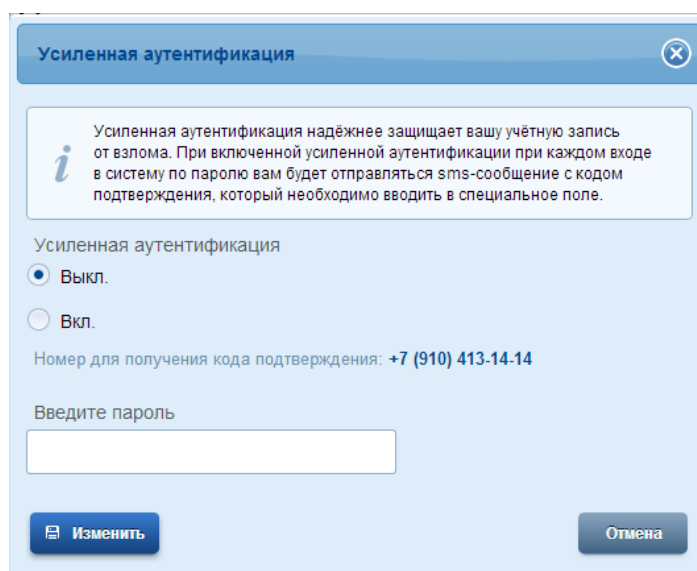 Усиленная аутентификация
Усиленная аутентификация надёжнее защищает вашу учётную запись
от взлома. При включенной усиленной аутентификации при каждом входе
в систему по паролю вам будет отправляться sms-сообщение с кодом
подтверждения, который необходимо вводить в специальное поле.
Усиленная аутентификация
Выкл.
Вкл.
Номер для получения кода подтверждения: +7 (910) 413-14-14
Введите пароль
Изменить
Отмена